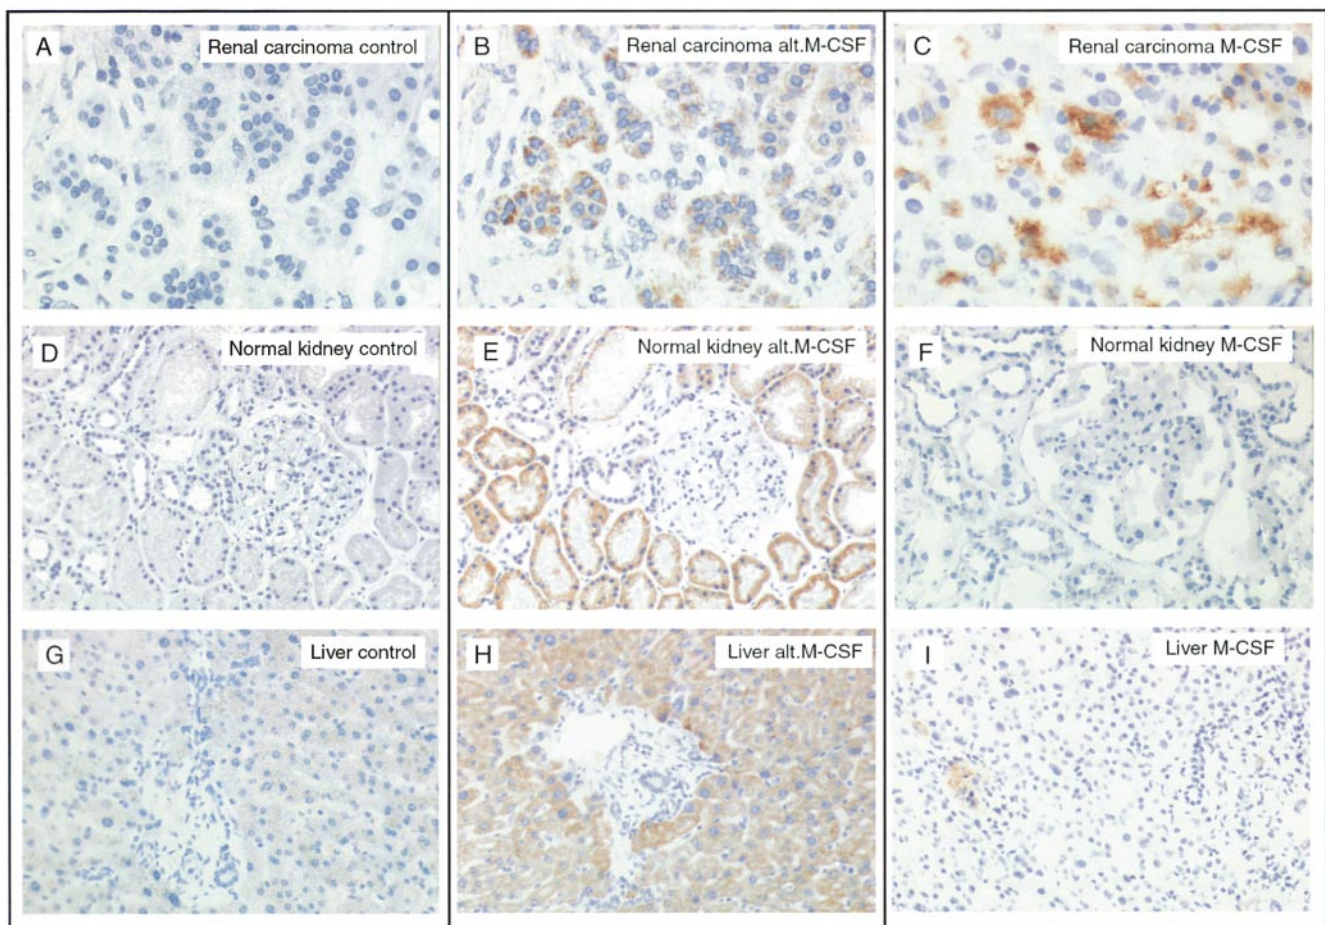 A
Renal carcinoma control
B
Renal carcinoma alt.M-CSF
C
Renal carcinoma M-CSF
D
Normal kidney control
E
Normal kidney alt.M-CSF
F
Normal kidney M-CSF
G
Liver control
H
Liver alt.M-CSF
I
Liver M-CSF